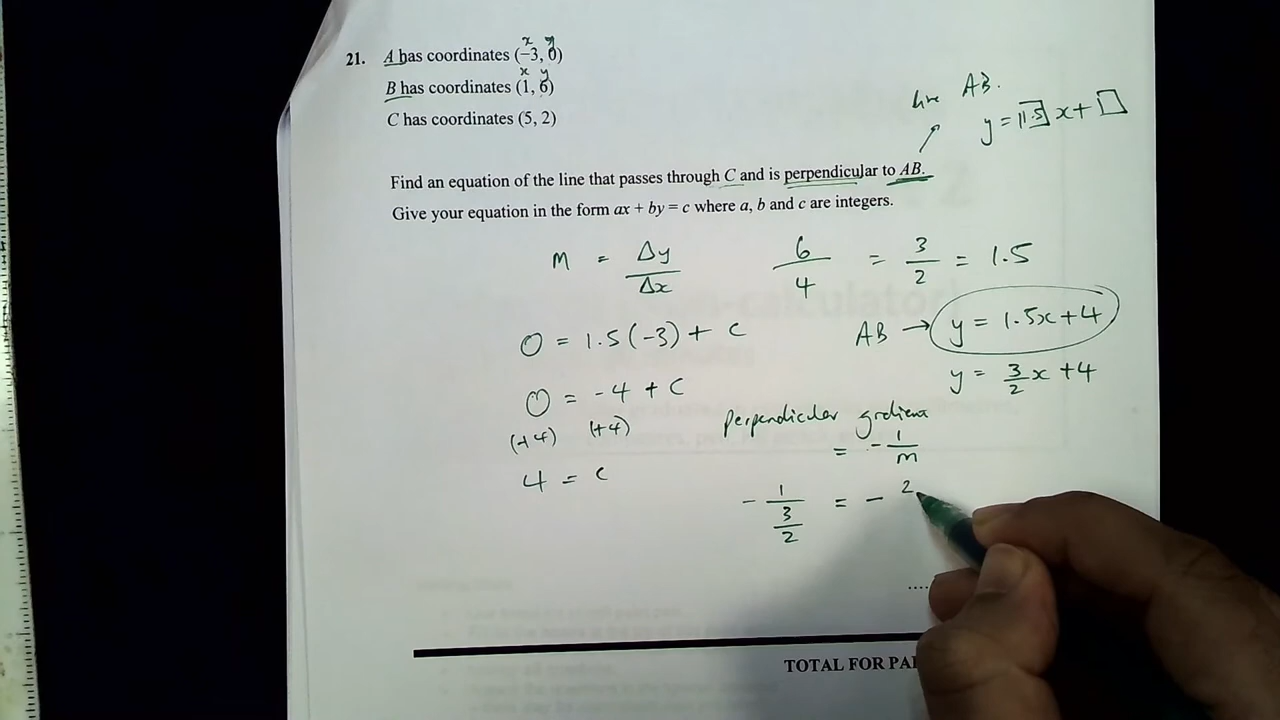 21. A has coordinates (−3, 0)
x y
B has coordinates (1, 6)
x y
C has coordinates (5, 2)
line AB.
y = 1.5 x + □
Find an equation of the line that passes through C and is perpendicular to AB.
Give your equation in the form ax + by = c where a, b and c are integers.
M = Δy/Δx 6/4 = 3/2 = 1.5
0 = 1.5(-3) + c
AB → y = 1.5x + 4
y = 3/2 x + 4
0 = -4 + c
(+4) (+4)
4 = c
perpendicular gradient
= - 1/m
- 1/(3/2) = - 2
....
TOTAL FOR PA